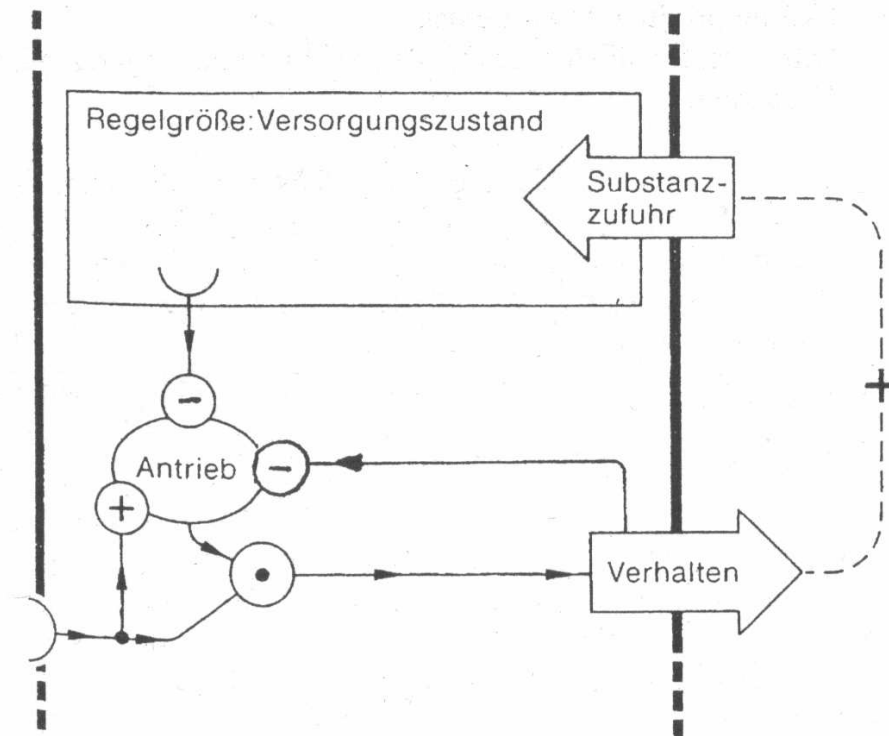 Regelgröße:Versorgungszustand
Substanz-
zufuhr
+
−
Antrieb
−
+
Verhalten